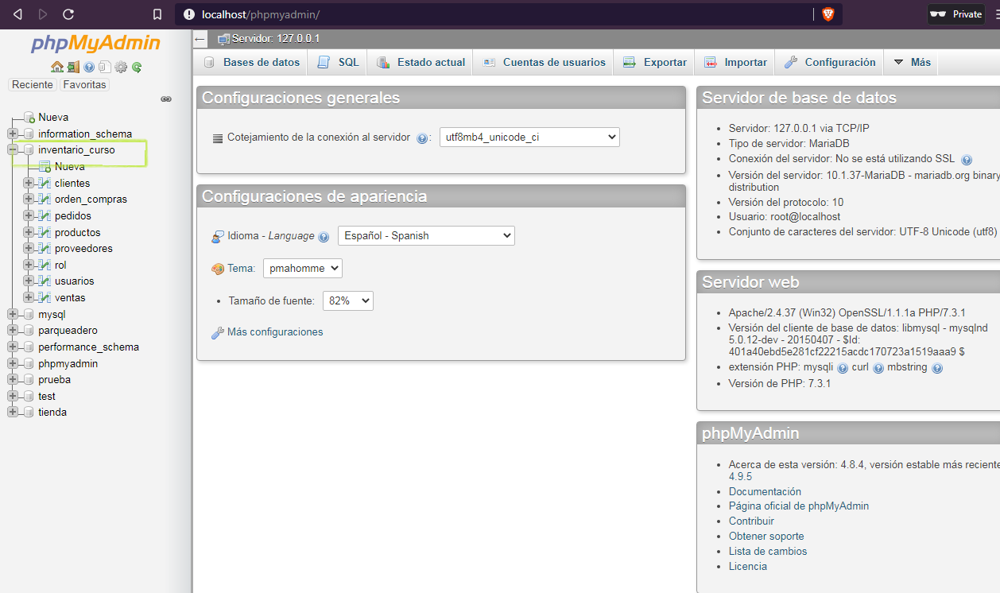 localhost/phpmyadmin/
Private
phpMyAdmin
Reciente
Favoritas
Nueva
information_schema
inventario_curso
Nueva
clientes
orden_compras
pedidos
productos
proveedores
rol
usuarios
ventas
mysql
parqueadero
performance_schema
phpmyadmin
prueba
test
tienda
Servidor: 127.0.0.1
Bases de datos
SQL
Estado actual
Cuentas de usuarios
Exportar
Importar
Configuración
Más
Configuraciones generales
Cotejamiento de la conexión al servidor : utf8mb4_unicode_ci
Configuraciones de apariencia
Idioma - Language Español - Spanish
Tema: pmahomme
• Tamaño de fuente: 82%
Más configuraciones
Servidor de base de datos
• Servidor: 127.0.0.1 via TCP/IP
• Tipo de servidor: MariaDB
• Conexión del servidor: No se está utilizando SSL
• Versión del servidor: 10.1.37-MariaDB - mariadb.org binary
distribution
• Versión del protocolo: 10
• Usuario: root@localhost
• Conjunto de caracteres del servidor: UTF-8 Unicode (utf8)
Servidor web
• Apache/2.4.37 (Win32) OpenSSL/1.1.1a PHP/7.3.1
• Versión del cliente de base de datos: libmysql - mysqlnd
5.0.12-dev - 20150407 - $Id:
401a40ebd5e281cf22215acdc170723a1519aaa9 $
• extensión PHP: mysqli curl mbstring
• Versión de PHP: 7.3.1
phpMyAdmin
• Acerca de esta versión: 4.8.4, versión estable más reciente
4.9.5
• Documentación
• Página oficial de phpMyAdmin
• Contribuir
• Obtener soporte
• Lista de cambios
• Licencia